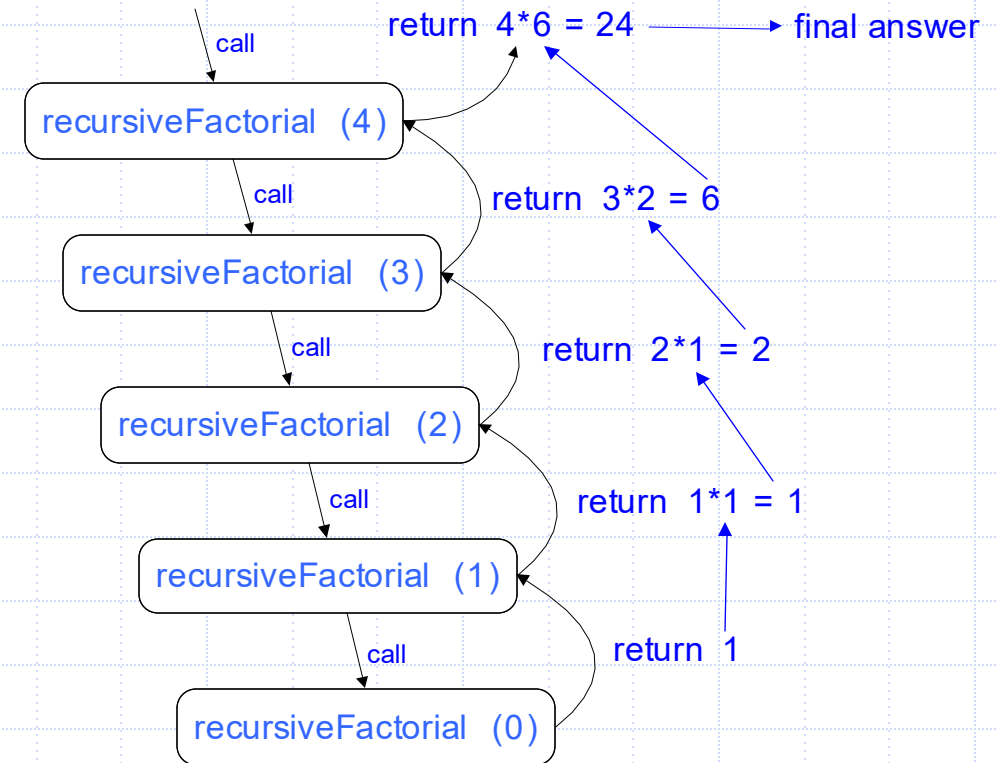 return 4*6 = 24
final answer
call
recursiveFactorial (4)
call
return 3*2 = 6
recursiveFactorial (3)
call
return 2*1 = 2
recursiveFactorial (2)
call
return 1*1 = 1
recursiveFactorial (1)
call
return 1
recursiveFactorial (0)